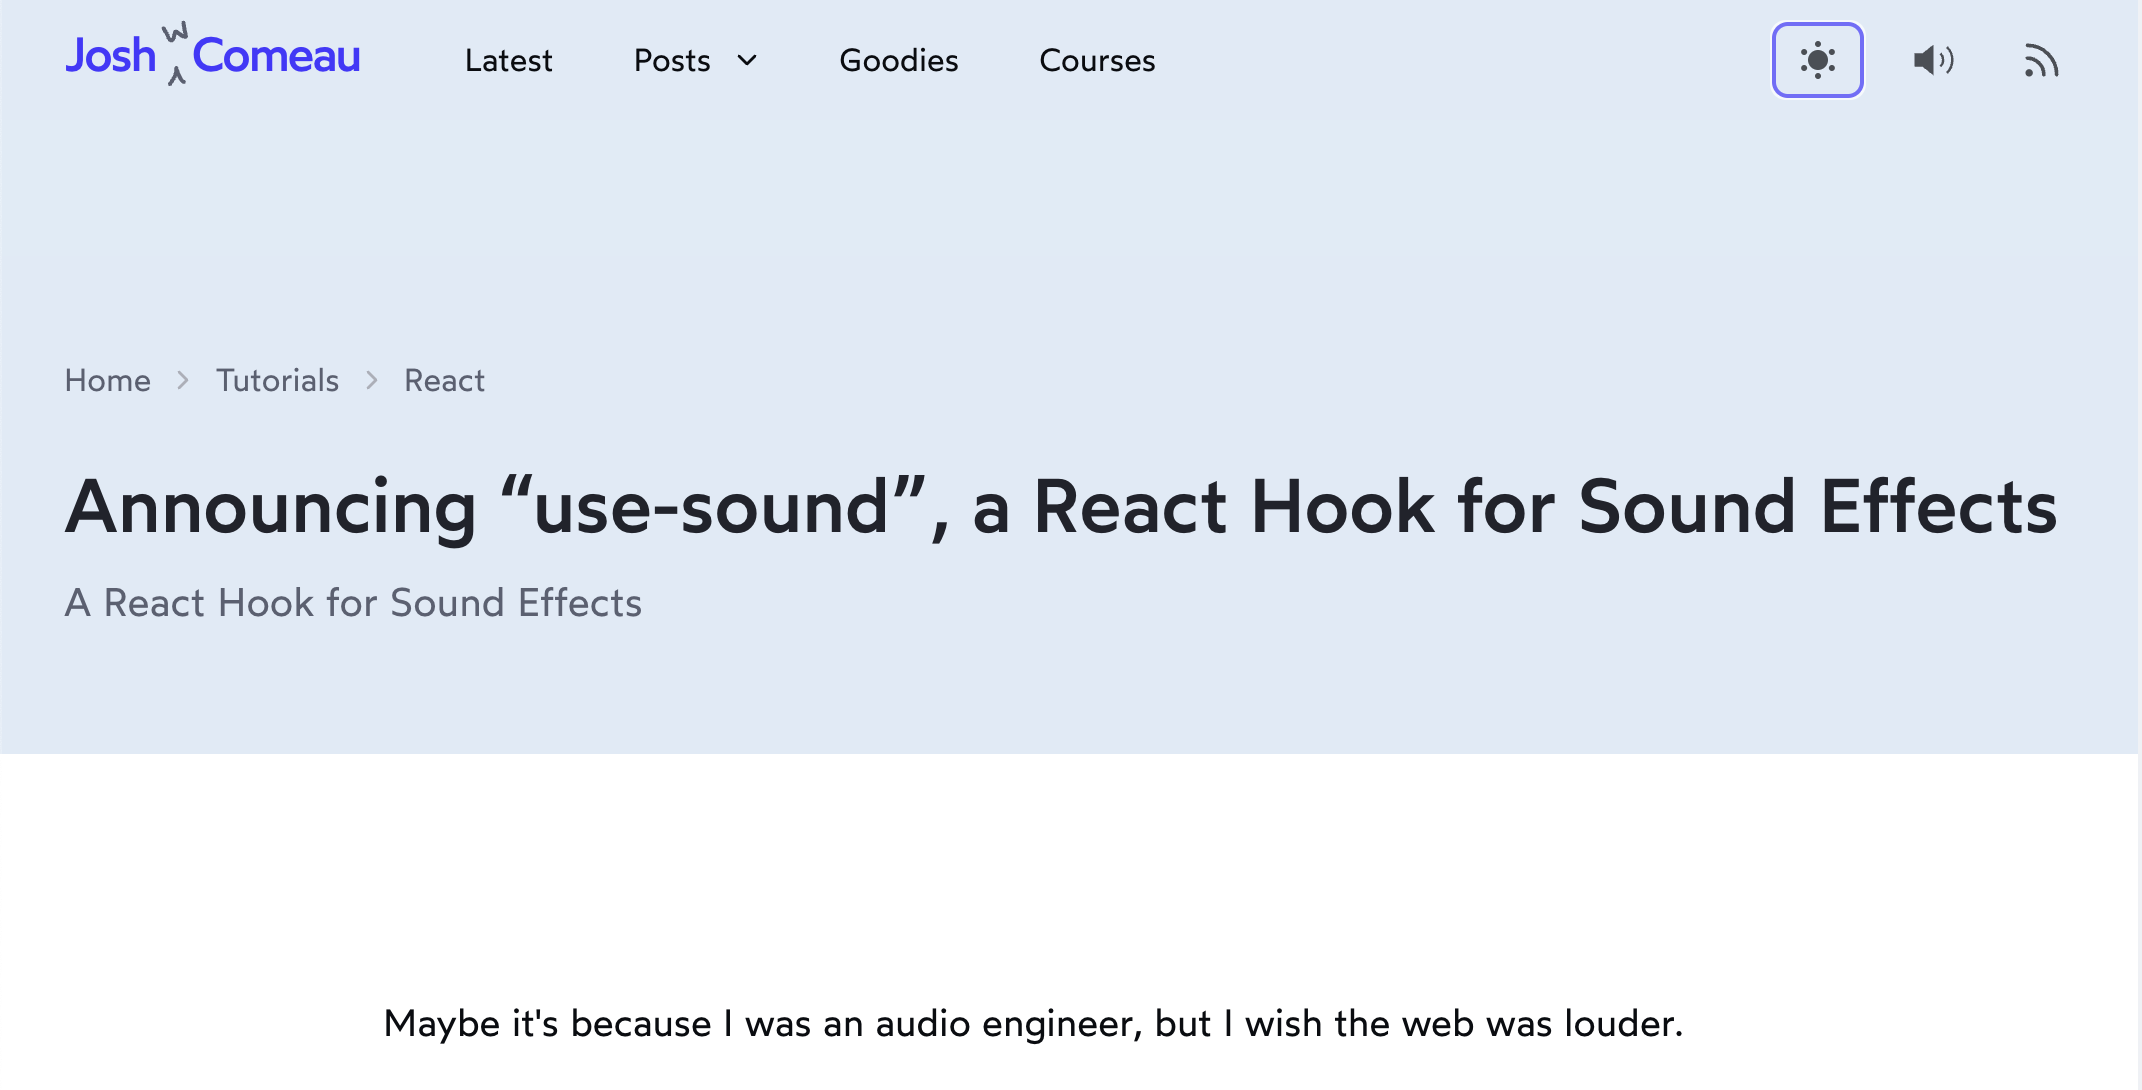 Josh W Comeau
Latest Posts Goodies Courses
Home > Tutorials > React
Announcing “use-sound”, a React Hook for Sound Effects
A React Hook for Sound Effects
Maybe it's because I was an audio engineer, but I wish the web was louder.